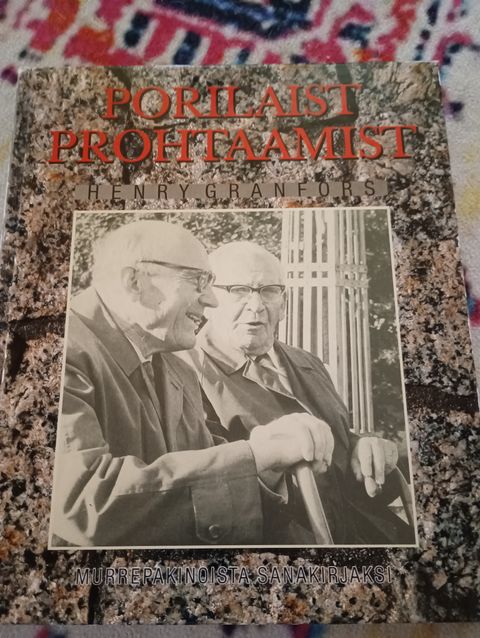 PORILAIST
PROHTAAMIST
HENRY GRANFORS
MURREPAKINOISTA SANAKIRJAKSI